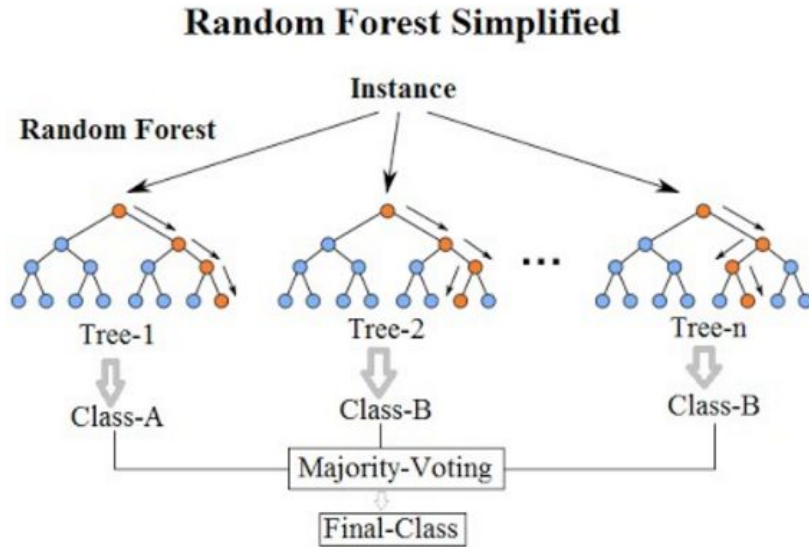 Random Forest Simplified
Instance
Random Forest
...
Tree-1 Tree-2 Tree-n
Class-A Class-B Class-B
Majority-Voting
Final-Class